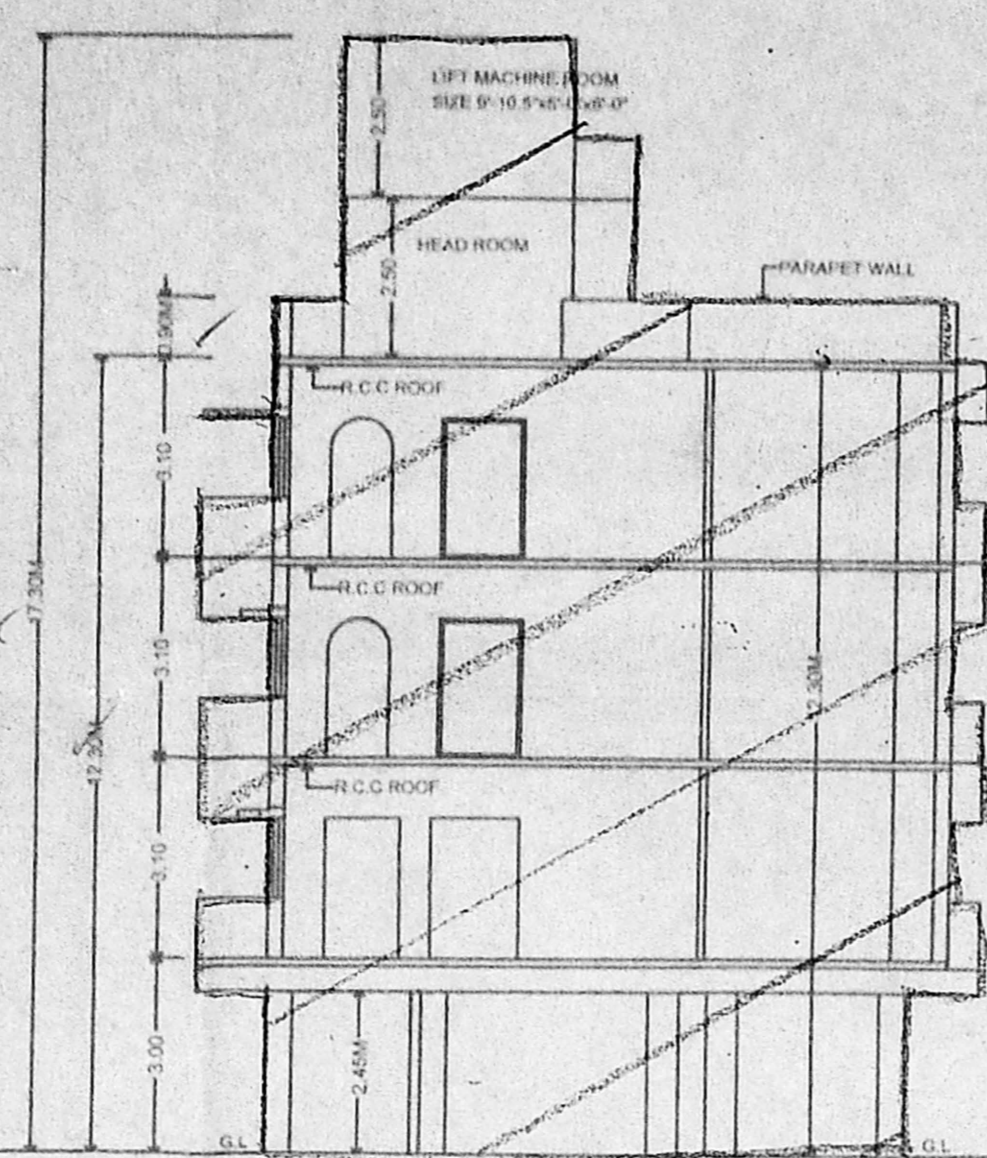 LIFT MACHINE ROOM
2.50
HEAD ROOM
2.50
PARAPET WALL
0.90M
R.C.C ROOF
3.10
17.30M
R.C.C ROOF
3.10
12.30M
12.30M
R.C.C ROOF
3.10
3.00
2.45M
G.L
G.L